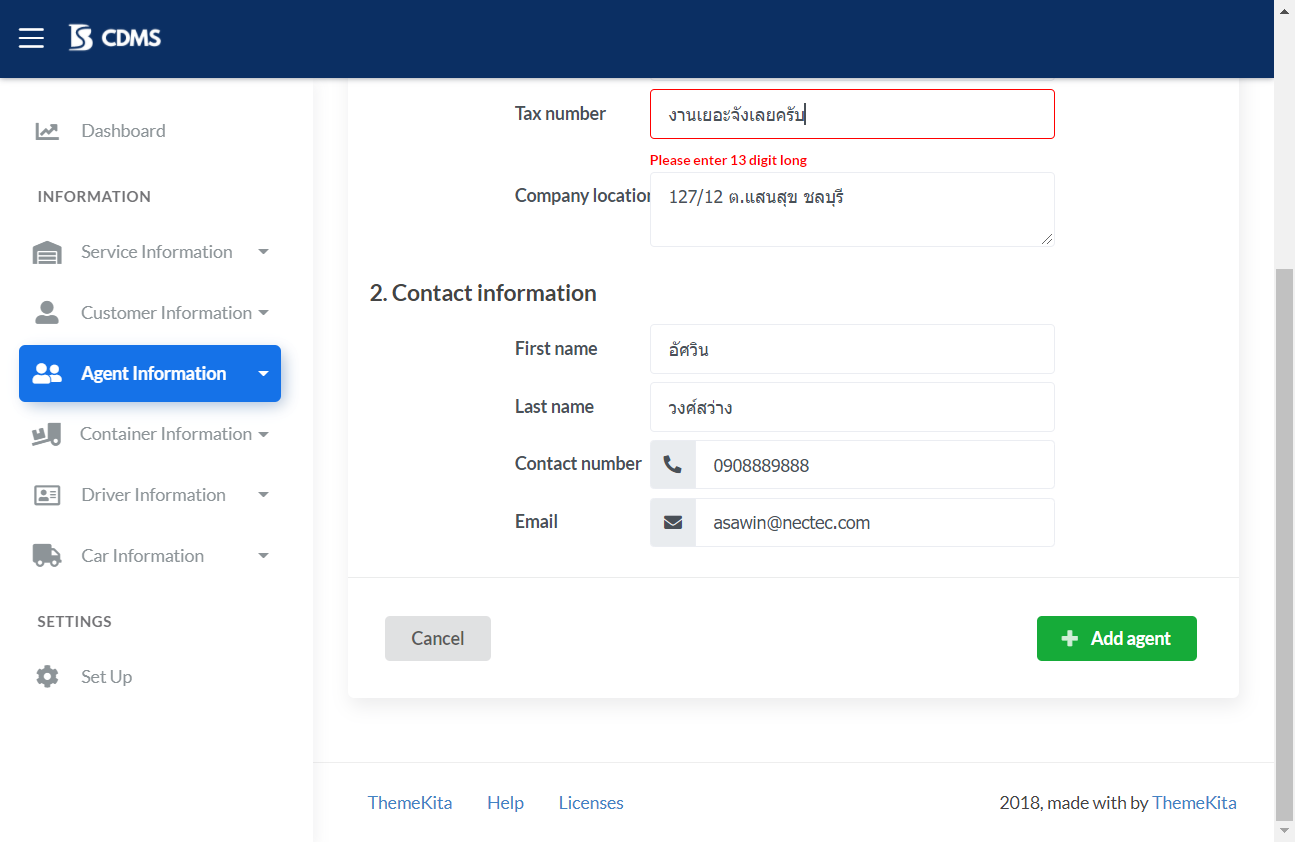 CDMS
Dashboard
INFORMATION
Service Information
Customer Information
Agent Information
Container Information
Driver Information
Car Information
SETTINGS
Set Up
Tax number
งานเยอะจังเลยครับ
Please enter 13 digit long
Company location
127/12 ต.แสนสุข ชลบุรี
2. Contact information
First name
อัศวิน
Last name
วงศ์สว่าง
Contact number
0908889888
Email
asawin@nectec.com
Cancel
Add agent
ThemeKita Help Licenses
2018, made with by ThemeKita